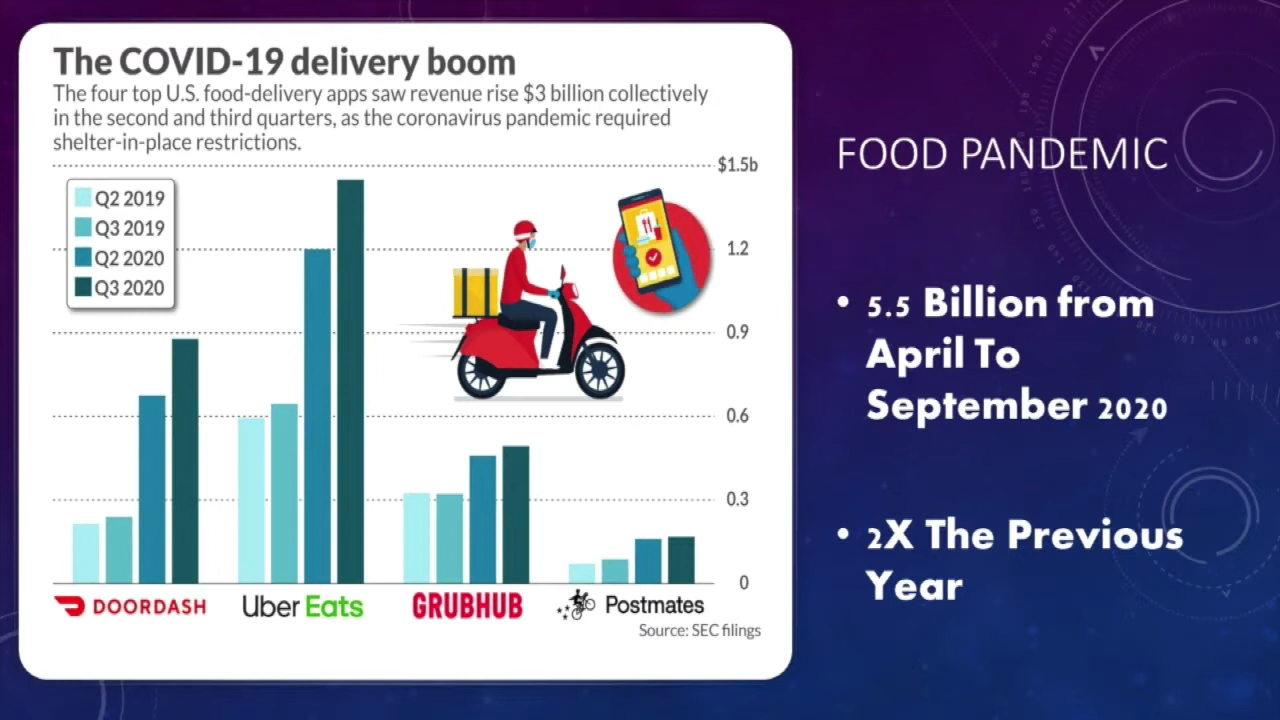 The COVID-19 delivery boom
The four top U.S. food-delivery apps saw revenue rise $3 billion collectively
in the second and third quarters, as the coronavirus pandemic required
shelter-in-place restrictions.
$1.5b
Q2 2019
Q3 2019
Q2 2020
Q3 2020
1.2
0.9
0.6
0.3
0
DOORDASH
Uber Eats
GRUBHUB
Postmates
Source: SEC filings
FOOD PANDEMIC
• 5.5 Billion from
April To
September 2020
• 2X The Previous
Year